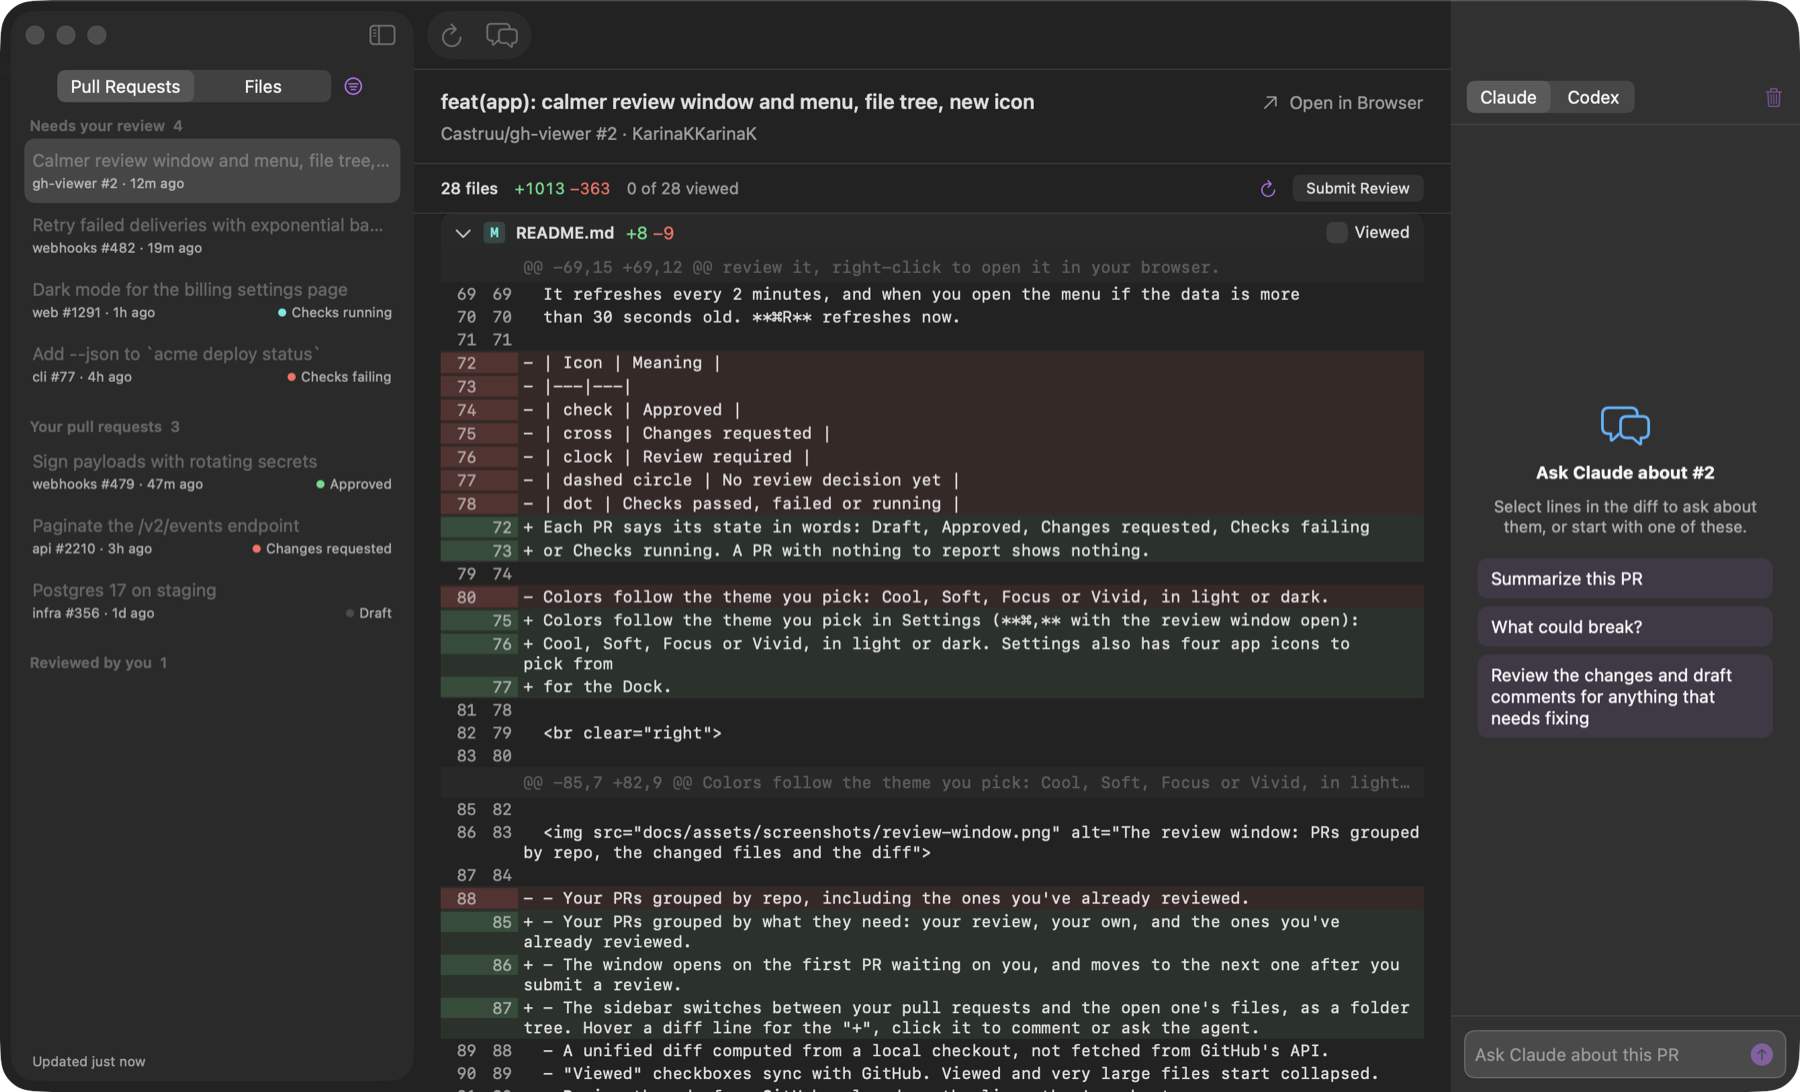 Pull Requests
Files
Needs your review 4
Calmer review window and menu, file tree,...
gh-viewer #2 · 12m ago
Retry failed deliveries with exponential ba...
webhooks #482 · 19m ago
Dark mode for the billing settings page
web #1291 · 1h ago
Checks running
Add --json to `acme deploy status`
cli #77 · 4h ago
Checks failing
Your pull requests 3
Sign payloads with rotating secrets
webhooks #479 · 47m ago
Approved
Paginate the /v2/events endpoint
api #2210 · 3h ago
Changes requested
Postgres 17 on staging
infra #356 · 1d ago
Draft
Reviewed by you 1
Updated just now
feat(app): calmer review window and menu, file tree, new icon
Open in Browser
Castruu/gh-viewer #2 · KarinaKKarinaK
28 files +1013 −363 0 of 28 viewed
Submit Review
M README.md +8 −9
Viewed
@@ -69,15 +69,12 @@ review it, right-click to open it in your browser.
69 69 It refreshes every 2 minutes, and when you open the menu if the data is more
70 70 than 30 seconds old. **⌘R** refreshes now.
71 71
72 - | Icon | Meaning |
73 - |---|---|
74 - | check | Approved |
75 - | cross | Changes requested |
76 - | clock | Review required |
77 - | dashed circle | No review decision yet |
78 - | dot | Checks passed, failed or running |
72 + Each PR says its state in words: Draft, Approved, Changes requested, Checks failing
73 + or Checks running. A PR with nothing to report shows nothing.
79 74
80 - Colors follow the theme you pick: Cool, Soft, Focus or Vivid, in light or dark.
75 + Colors follow the theme you pick in Settings (**⌘,** with the review window open):
76 + Cool, Soft, Focus or Vivid, in light or dark. Settings also has four app icons to
pick from
77 + for the Dock.
81 78
82 79 <br clear="right">
83 80
@@ -85,7 +82,9 @@ Colors follow the theme you pick: Cool, Soft, Focus or Vivid, in light…
85 82
86 83 <img src="docs/assets/screenshots/review-window.png" alt="The review window: PRs grouped
by repo, the changed files and the diff">
87 84
88 - - Your PRs grouped by repo, including the ones you've already reviewed.
85 + - Your PRs grouped by what they need: your review, your own, and the ones you've
already reviewed.
86 + - The window opens on the first PR waiting on you, and moves to the next one after you
submit a review.
87 + - The sidebar switches between your pull requests and the open one's files, as a folder
tree. Hover a diff line for the "+", click it to comment or ask the agent.
89 88 - A unified diff computed from a local checkout, not fetched from GitHub's API.
90 89 - "Viewed" checkboxes sync with GitHub. Viewed and very large files start collapsed.
Claude
Codex
Ask Claude about #2
Select lines in the diff to ask about
them, or start with one of these.
Summarize this PR
What could break?
Review the changes and draft
comments for anything that
needs fixing
Ask Claude about this PR